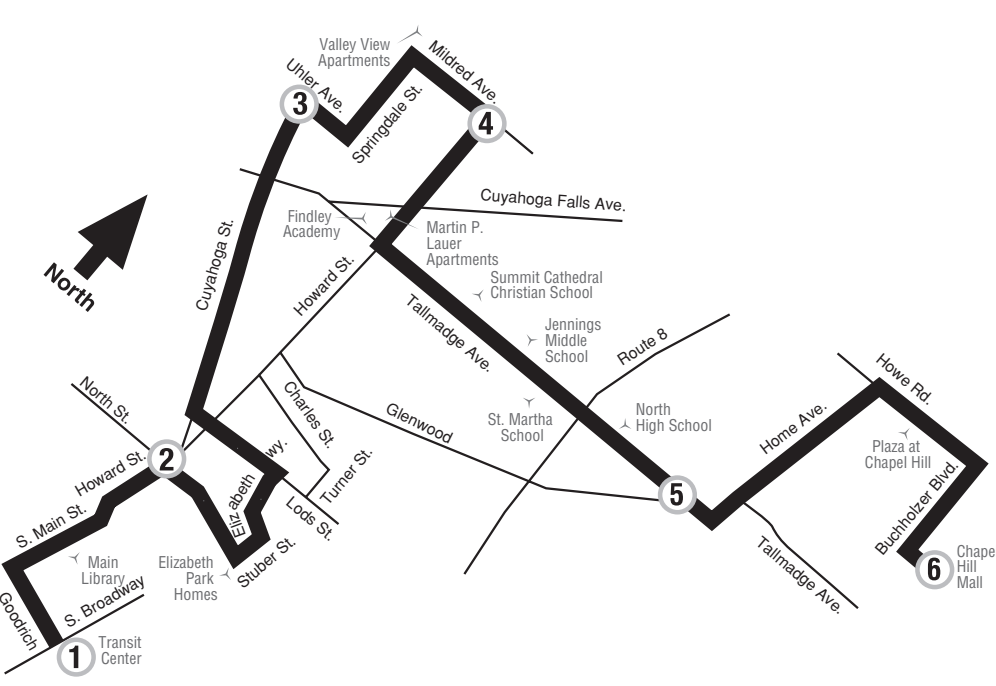 Valley View
Apartments
Mildred Ave.
Uhler Ave.
3
4
Springdale St.
Cuyahoga Falls Ave.
Findley
Academy
Martin P.
Lauer
Apartments
North
Cuyahoga St.
Howard St.
Summit Cathedral
Christian School
Tallmadge Ave.
Jennings
Middle
School
Route 8
North St.
Charles St.
Glenwood
St. Martha
School
North
High School
Home Ave.
Howe Rd.
Plaza at
Chapel Hill
Howard St.
2
Elizabeth
wy.
Turner St.
Lods St.
5
Buchholzer Blvd.
S. Main St.
Main
Library
Elizabeth
Park
Homes
Stuber St.
Tallmadge Ave.
6
Chape
Hill
Mall
Goodrich
S. Broadway
1
Transit
Center